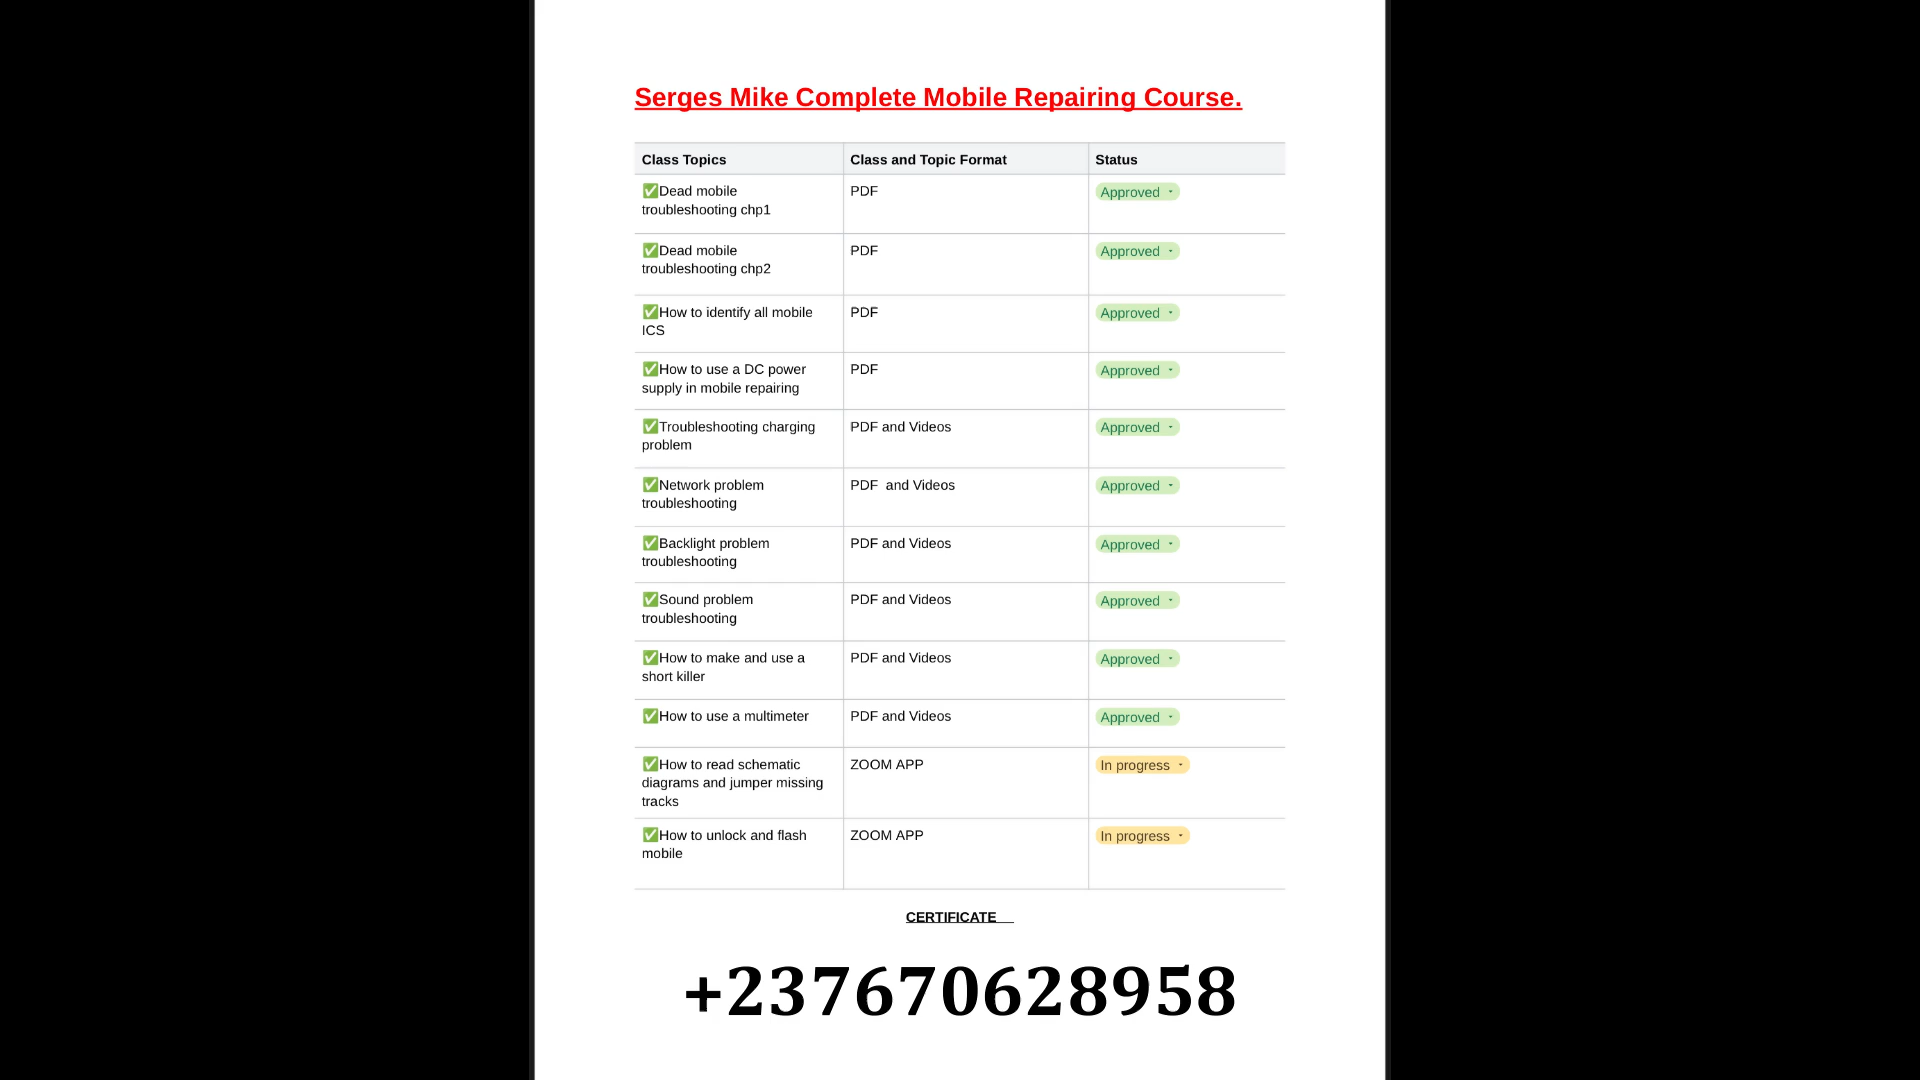 Serges Mike Complete Mobile Repairing Course.
Class Topics Class and Topic Format Status
✅Dead mobile PDF Approved
troubleshooting chp1
✅Dead mobile PDF Approved
troubleshooting chp2
✅How to identify all mobile PDF Approved
ICS
✅How to use a DC power PDF Approved
supply in mobile repairing
✅Troubleshooting charging PDF and Videos Approved
problem
✅Network problem PDF  and Videos Approved
troubleshooting
✅Backlight problem PDF and Videos Approved
troubleshooting
✅Sound problem PDF and Videos Approved
troubleshooting
✅How to make and use a PDF and Videos Approved
short killer
✅How to use a multimeter PDF and Videos Approved
✅How to read schematic ZOOM APP In progress
diagrams and jumper missing
tracks
✅How to unlock and flash ZOOM APP In progress
mobile
CERTIFICATE
+237670628958